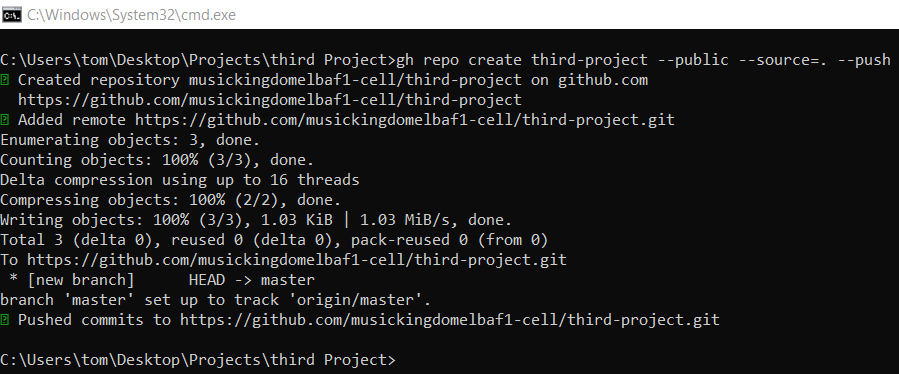 C:\Windows\System32\cmd.exe
C:\Users\tom\Desktop\Projects\third Project>gh repo create third-project --public --source=. --push
Created repository musickingdomelbaf1-cell/third-project on github.com
https://github.com/musickingdomelbaf1-cell/third-project
Added remote https://github.com/musickingdomelbaf1-cell/third-project.git
Enumerating objects: 3, done.
Counting objects: 100% (3/3), done.
Delta compression using up to 16 threads
Compressing objects: 100% (2/2), done.
Writing objects: 100% (3/3), 1.03 KiB | 1.03 MiB/s, done.
Total 3 (delta 0), reused 0 (delta 0), pack-reused 0 (from 0)
To https://github.com/musickingdomelbaf1-cell/third-project.git
 * [new branch]      HEAD -> master
branch 'master' set up to track 'origin/master'.
Pushed commits to https://github.com/musickingdomelbaf1-cell/third-project.git
C:\Users\tom\Desktop\Projects\third Project>